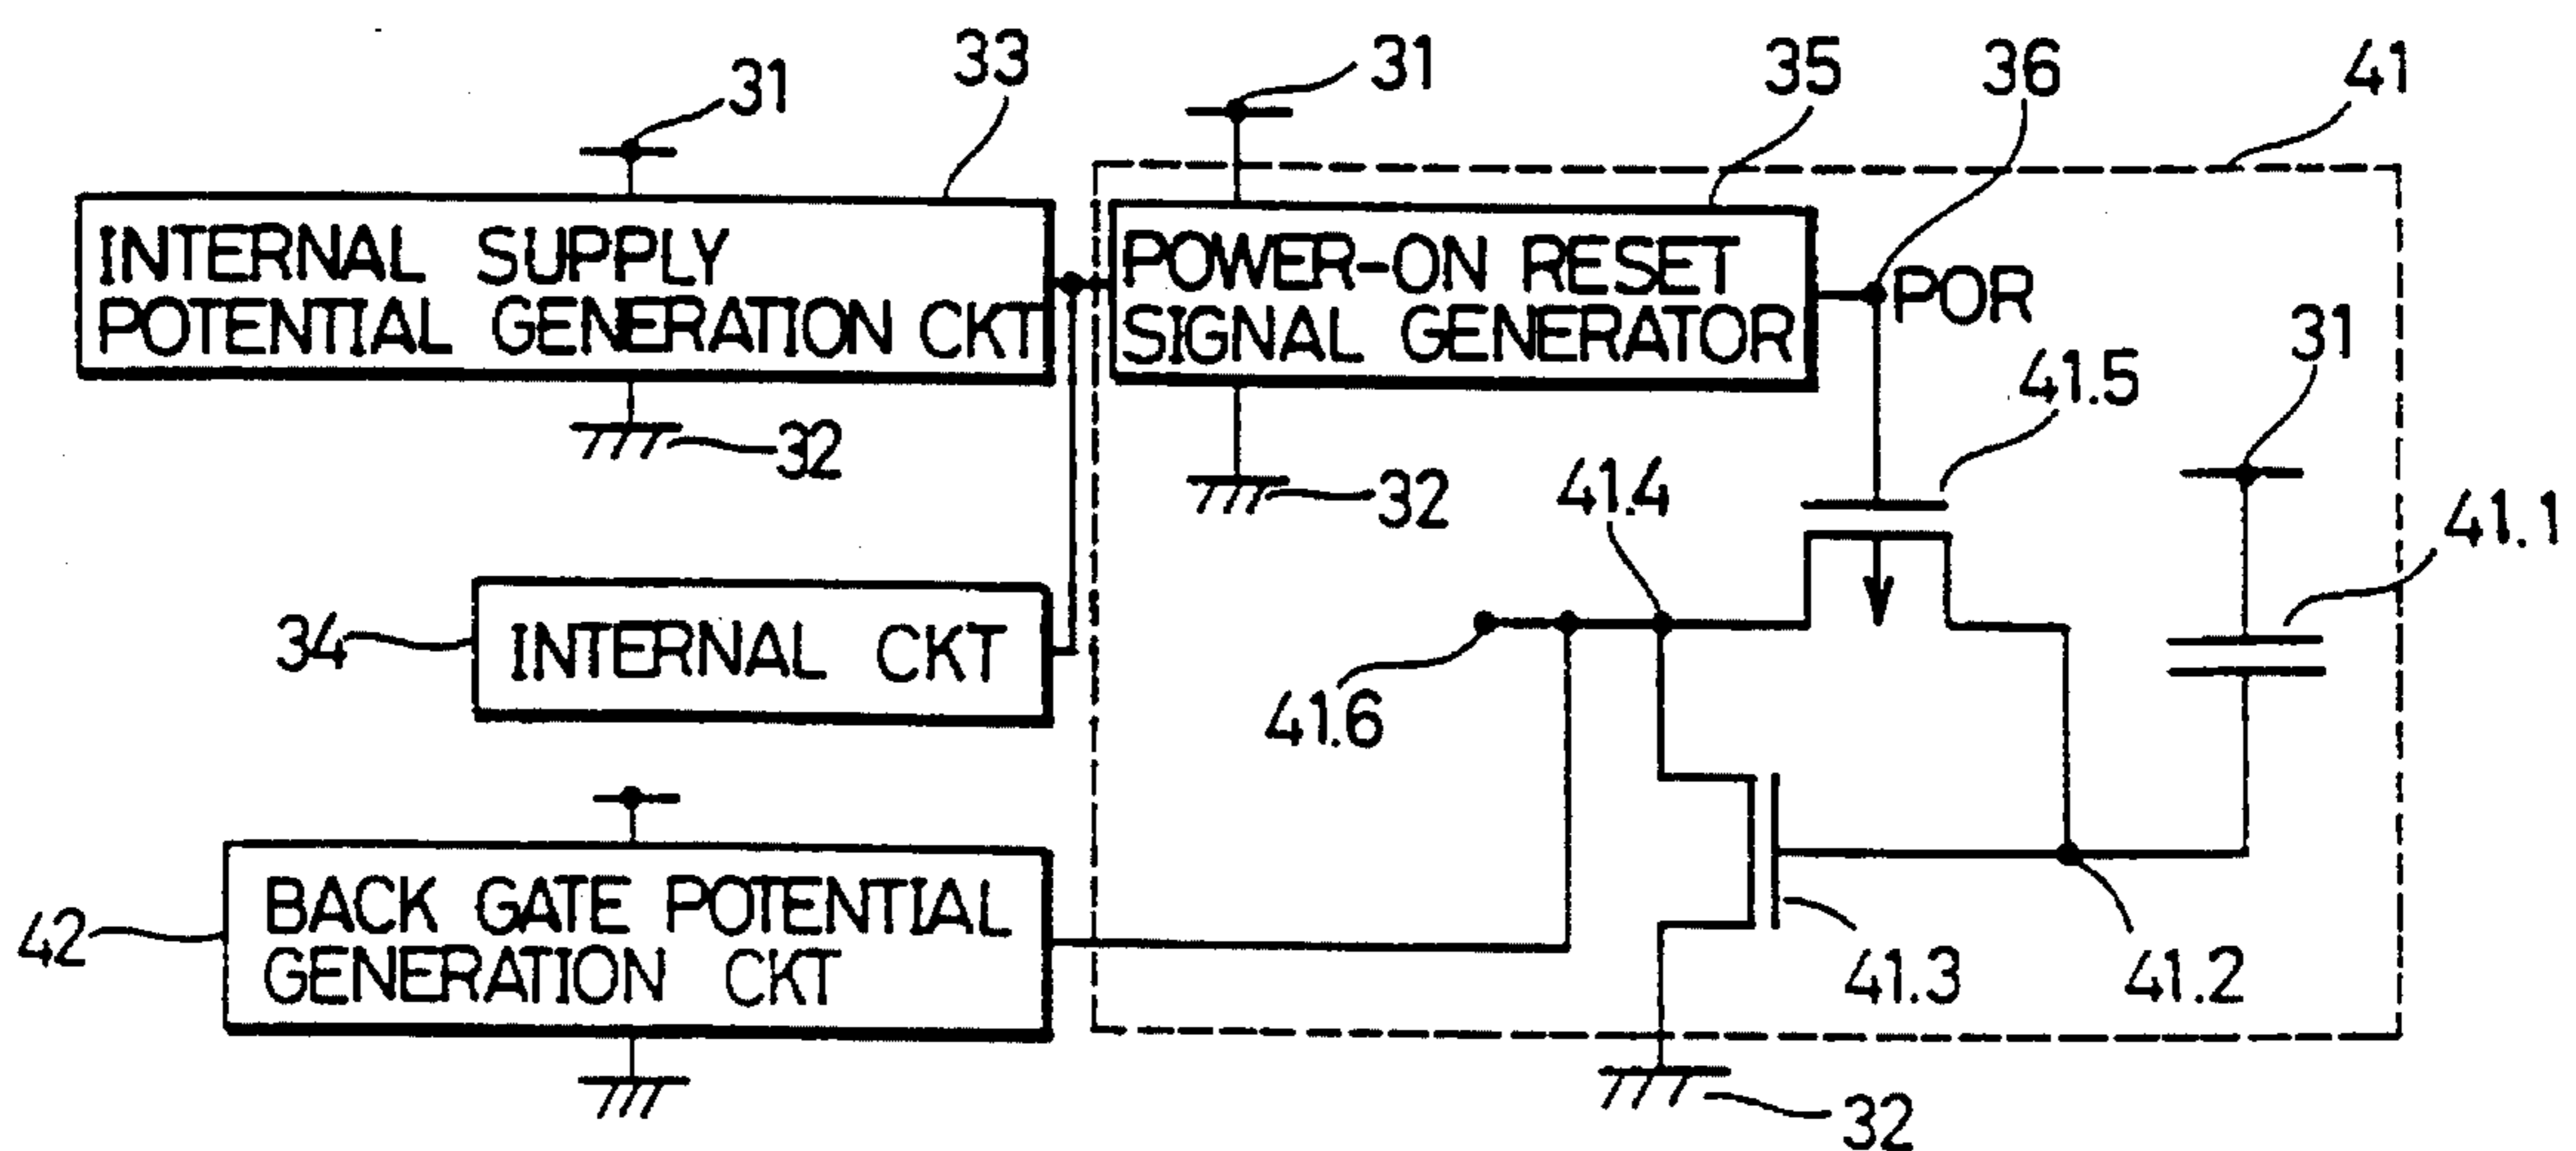 33
31
31
35
36
41
INTERNAL SUPPLY
POTENTIAL GENERATION CKT
POWER-ON RESET
SIGNAL GENERATOR
POR
31
41.5
32
32
41.4
41.1
34
INTERNAL CKT
41.6
42
BACK GATE POTENTIAL
GENERATION CKT
41.3
41.2
32